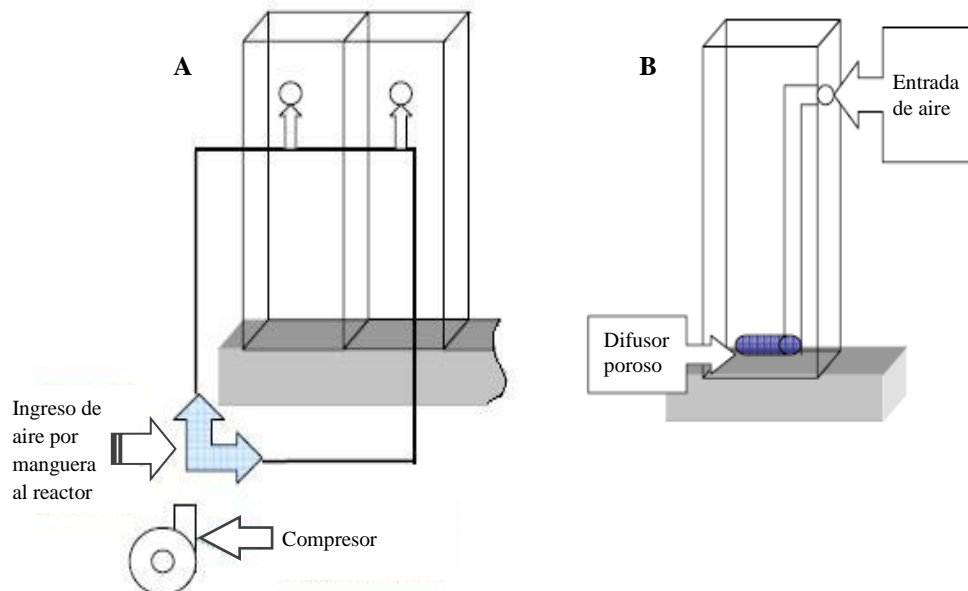 A
B
Entrada
de aire
Difusor
poroso
Ingreso de
aire por
manguera
al reactor
Compresor